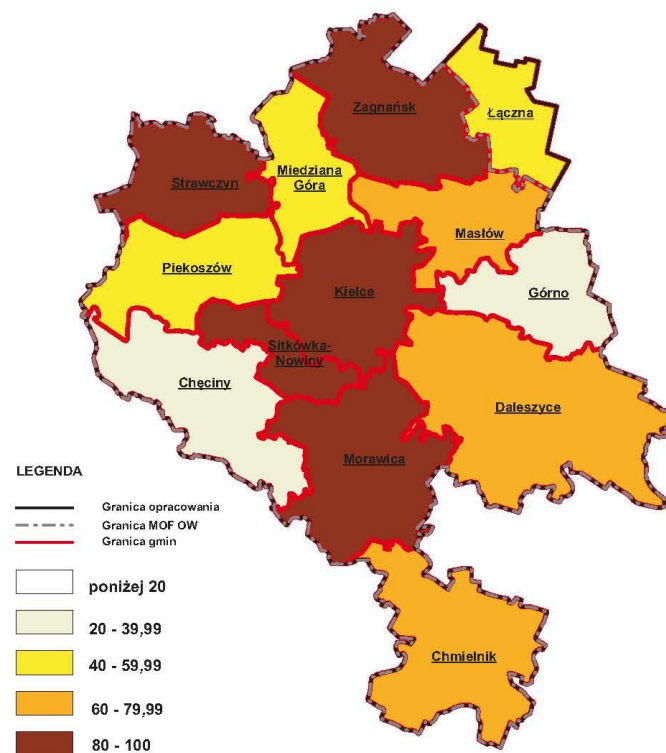 Zagnańsk
Łączna
Strawczyn
Miedziana
Góra
Masłów
Piekoszów
Kielce
Górno
Sitkówka-
Nowiny
Chęciny
Daleszyce
Morawica
LEGENDA
Granica opracowania
Granica MOF OW
Granica gmin
poniżej 20
20 - 39,99
40 - 59,99
60 - 79,99
80 - 100
Chmielnik